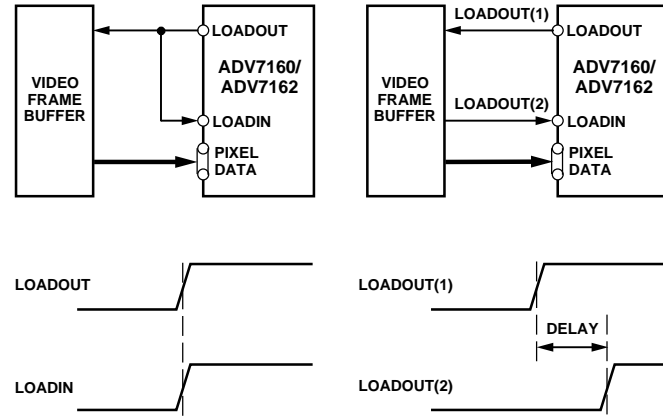 LOADOUT
ADV7160/
ADV7162
VIDEO
FRAME
BUFFER
LOADIN
PIXEL
DATA
LOADOUT(1)
LOADOUT
ADV7160/
ADV7162
VIDEO
FRAME
BUFFER
LOADOUT(2)
LOADIN
PIXEL
DATA
LOADOUT
LOADIN
LOADOUT(1)
DELAY
LOADOUT(2)